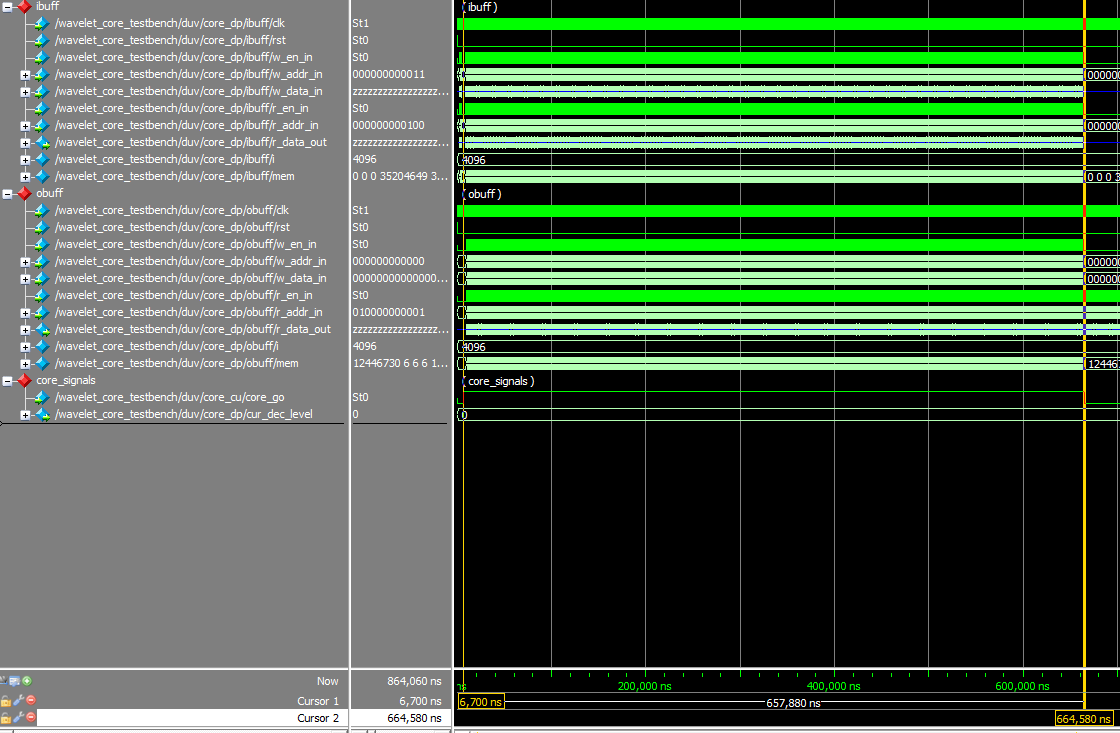 ibuff ibuff )
/wavelet_core_testbench/duv/core_dp/ibuff/clk St1
/wavelet_core_testbench/duv/core_dp/ibuff/rst St0
/wavelet_core_testbench/duv/core_dp/ibuff/w_en_in St0
/wavelet_core_testbench/duv/core_dp/ibuff/w_addr_in 000000000011 000000
/wavelet_core_testbench/duv/core_dp/ibuff/w_data_in zzzzzzzzzzzzzzzzzz...
/wavelet_core_testbench/duv/core_dp/ibuff/r_en_in St0
/wavelet_core_testbench/duv/core_dp/ibuff/r_addr_in 000000000100 000000
/wavelet_core_testbench/duv/core_dp/ibuff/r_data_out zzzzzzzzzzzzzzzzzz...
/wavelet_core_testbench/duv/core_dp/ibuff/i 4096 4096
/wavelet_core_testbench/duv/core_dp/ibuff/mem 0 0 0 35204649 3... 0 0 0 3
obuff obuff )
/wavelet_core_testbench/duv/core_dp/obuff/clk St1
/wavelet_core_testbench/duv/core_dp/obuff/rst St0
/wavelet_core_testbench/duv/core_dp/obuff/w_en_in St0
/wavelet_core_testbench/duv/core_dp/obuff/w_addr_in 000000000000 000000
/wavelet_core_testbench/duv/core_dp/obuff/w_data_in 00000000000000... 000000
/wavelet_core_testbench/duv/core_dp/obuff/r_en_in St0
/wavelet_core_testbench/duv/core_dp/obuff/r_addr_in 010000000001
/wavelet_core_testbench/duv/core_dp/obuff/r_data_out zzzzzzzzzzzzzzzzzz...
/wavelet_core_testbench/duv/core_dp/obuff/i 4096 4096
/wavelet_core_testbench/duv/core_dp/obuff/mem 12446730 6 6 6 1... 12446
core_signals core_signals )
/wavelet_core_testbench/duv/core_cu/core_go St0
/wavelet_core_testbench/duv/core_dp/cur_dec_level 0 0
Now 864,060 ns ns 200,000 ns 400,000 ns 600,000 ns
Cursor 1 6,700 ns 6,700 ns 657,880 ns
Cursor 2 664,580 ns 664,580 ns